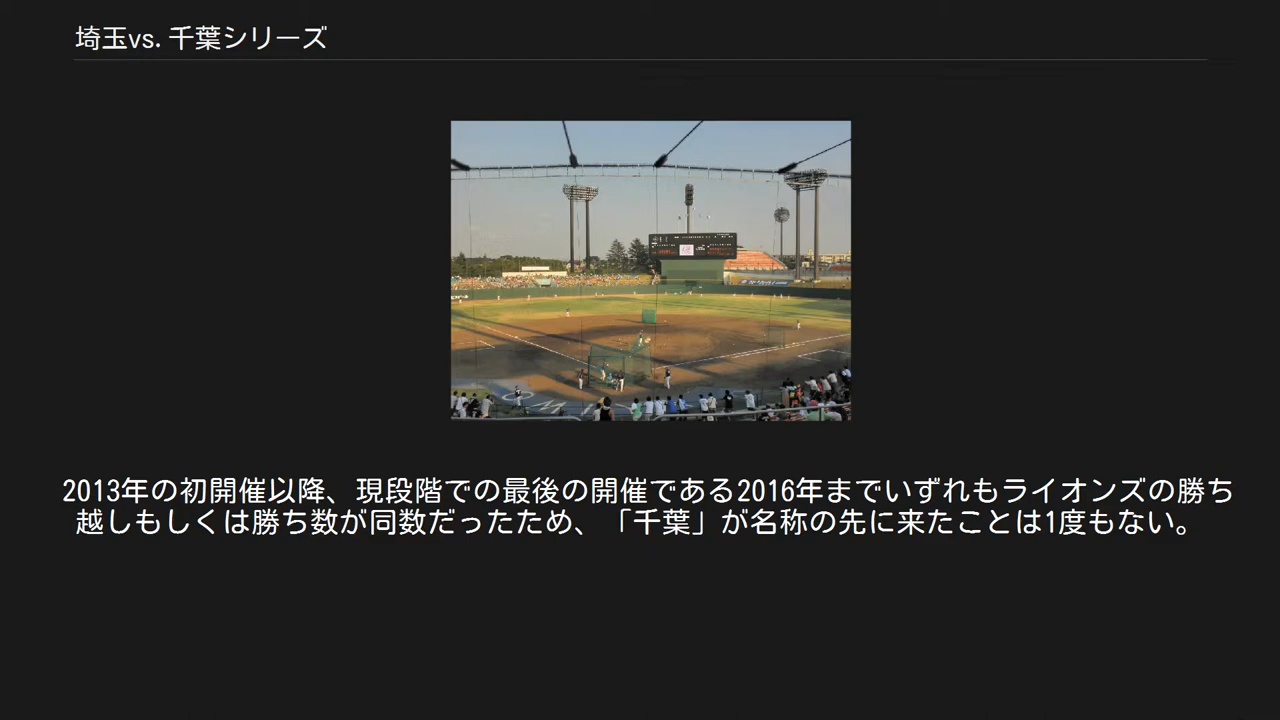 埼玉vs.千葉シリーズ
2013年の初開催以降、現段階での最後の開催である2016年までいずれもライオンズの勝ち
越しもしくは勝ち数が同数だったため、「千葉」が名称の先に来たことは1度もない。